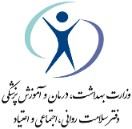 وزارت بهداشت، درمان و آموزش پزشکی
دفتر سلامت روانی، اجتماعی و اعتیاد